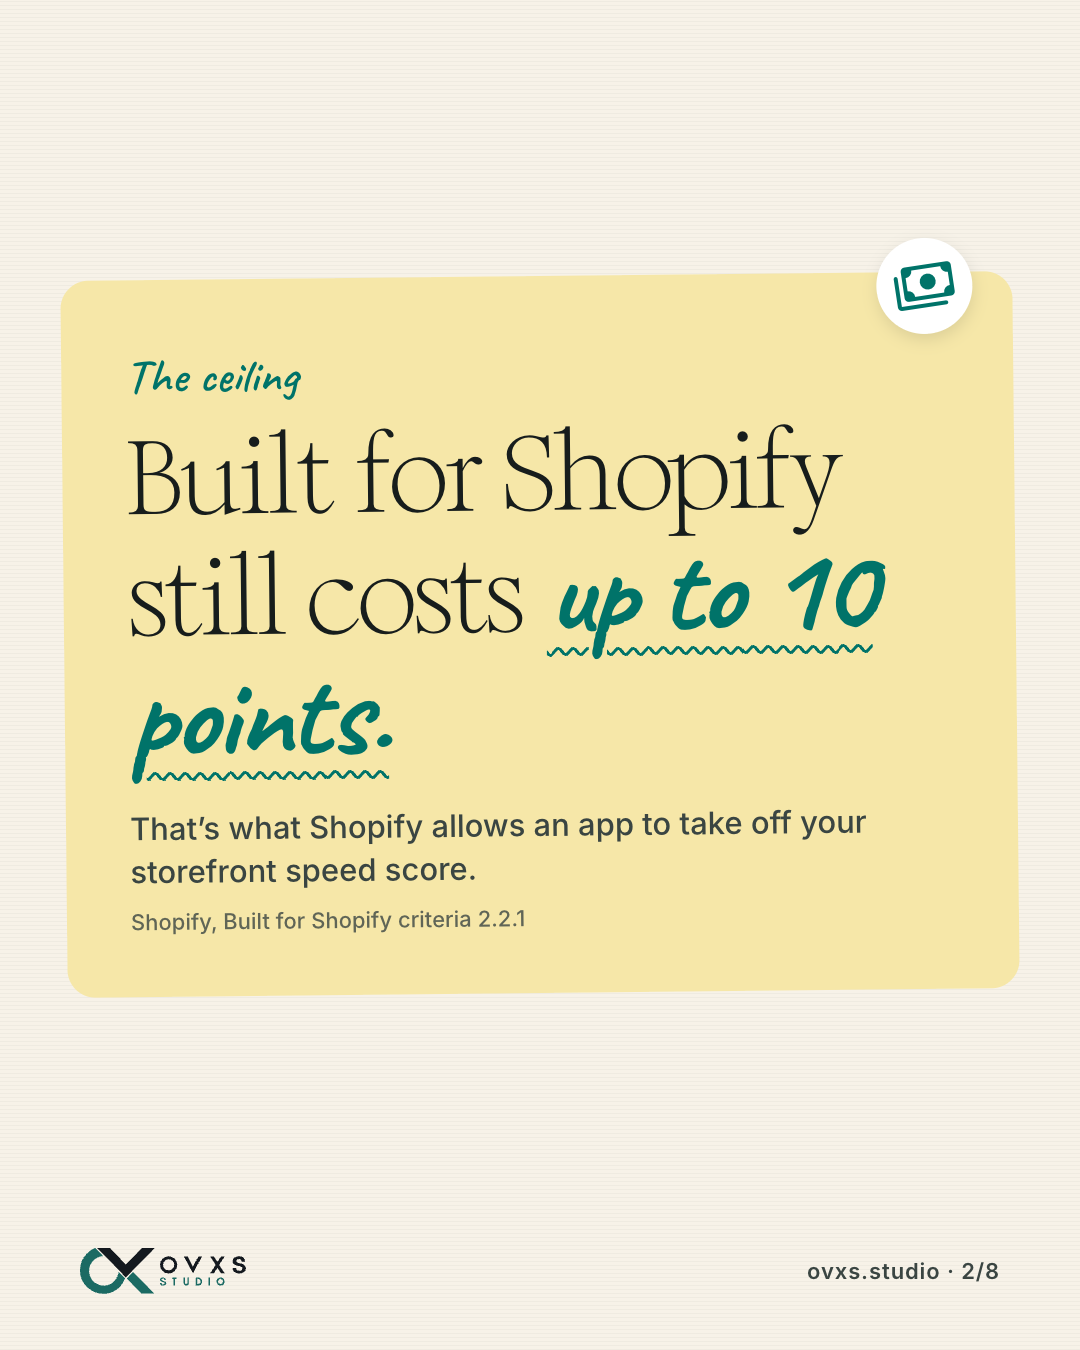 The ceiling
Built for Shopify
still costs up to 10
points.
That’s what Shopify allows an app to take off your
storefront speed score.
Shopify, Built for Shopify criteria 2.2.1
OVXS
STUDIO
ovxs.studio · 2/8